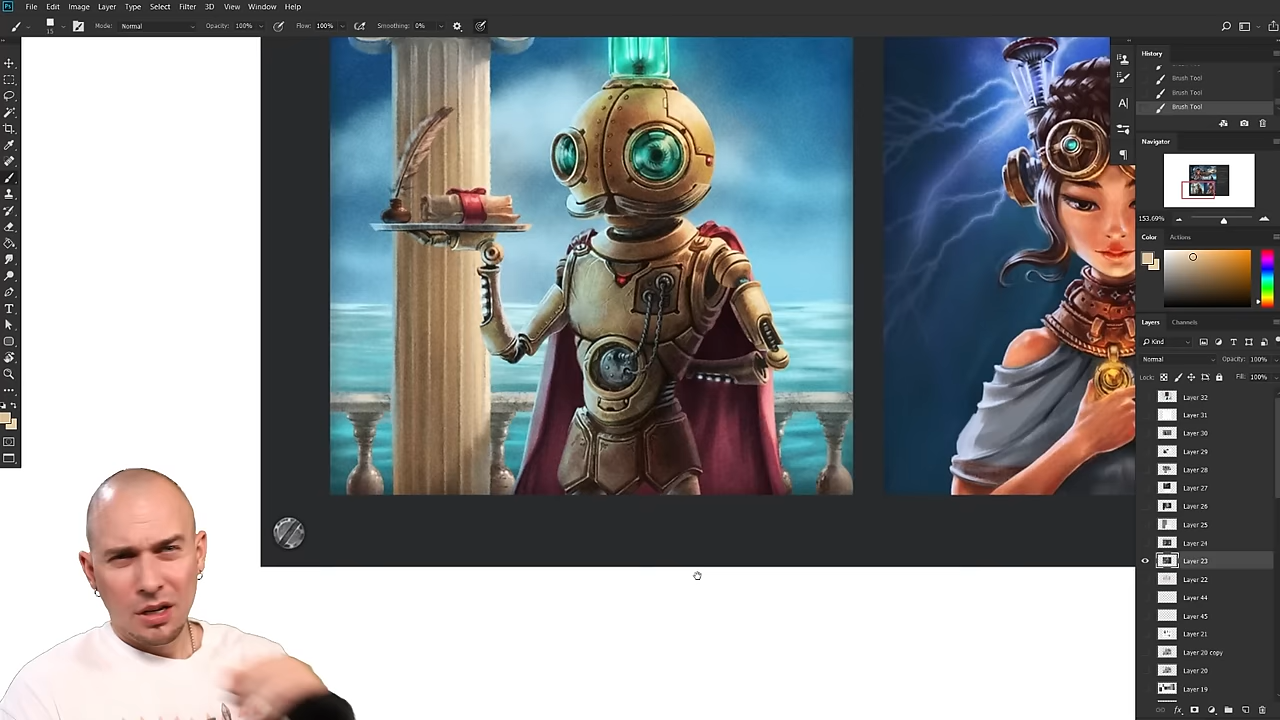 Ps File Edit Image Layer Type Select Filter 3D View Window Help
15 Mode: Normal Opacity: 100% Flow: 100% Smoothing: 0%
History
Brush Tool
Brush Tool
Brush Tool
Navigator
153.69%
Color Actions
Layers Channels
Kind
Normal Opacity: 100%
Lock: Fill: 100%
Layer 32
Layer 31
Layer 30
Layer 29
Layer 28
Layer 27
Layer 26
Layer 25
Layer 24
Layer 23
Layer 22
Layer 44
Layer 45
Layer 21
Layer 20 copy
Layer 20
Layer 19
fx